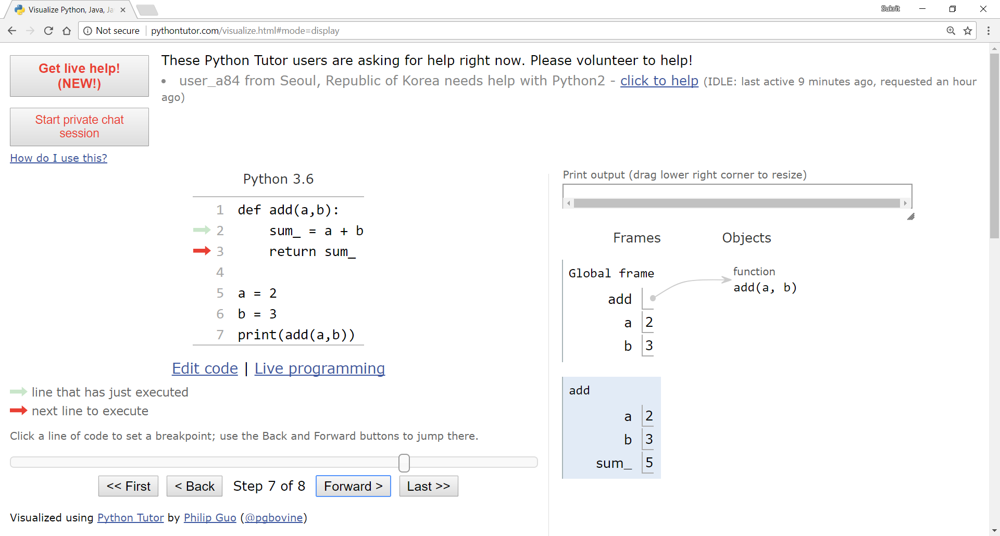 Visualize Python, Java, Ja
Sukrit
Not secure pythontutor.com/visualize.html#mode=display
Get live help!
(NEW!)
These Python Tutor users are asking for help right now. Please volunteer to help!
• user_a84 from Seoul, Republic of Korea needs help with Python2 - click to help (IDLE: last active 9 minutes ago, requested an hour
ago)
Start private chat
session
How do I use this?
Python 3.6
1 def add(a,b):
2     sum_ = a + b
3     return sum_
4
5 a = 2
6 b = 3
7 print(add(a,b))
Edit code | Live programming
line that has just executed
next line to execute
Click a line of code to set a breakpoint; use the Back and Forward buttons to jump there.
<< First < Back Step 7 of 8 Forward > Last >>
Visualized using Python Tutor by Philip Guo (@pgbovine)
Print output (drag lower right corner to resize)
Frames Objects
Global frame
add
a 2
b 3
function
add(a, b)
add
a 2
b 3
sum_ 5